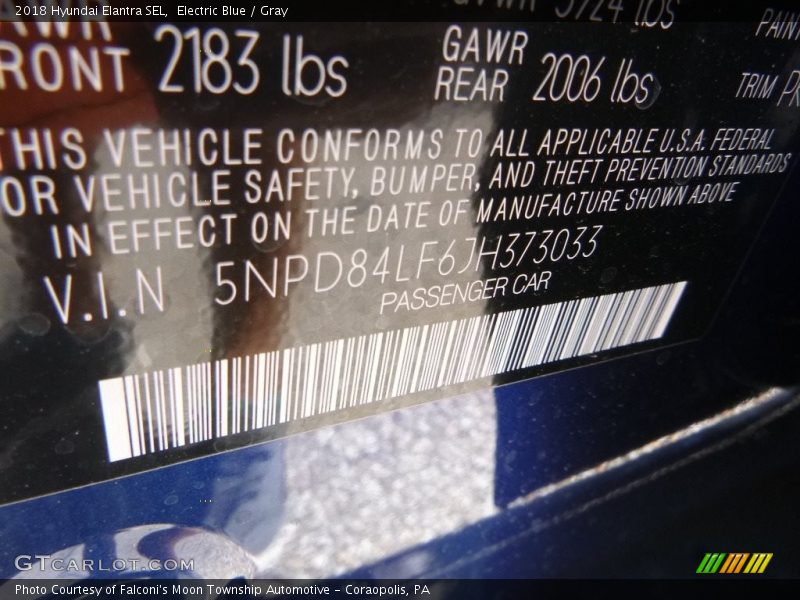 2018 Hyundai Elantra SEL, Electric Blue / Gray
FRONT 2183 lbs
GAWR
REAR 2006 lbs
TRIM
THIS VEHICLE CONFORMS TO ALL APPLICABLE U.S.A. FEDERAL
OR VEHICLE SAFETY, BUMPER, AND THEFT PREVENTION STANDARDS
IN EFFECT ON THE DATE OF MANUFACTURE SHOWN ABOVE
V.I.N 5NPD84LF6JH373033
PASSENGER CAR
GTCARLOT.COM
Photo Courtesy of Falconi's Moon Township Automotive - Coraopolis, PA